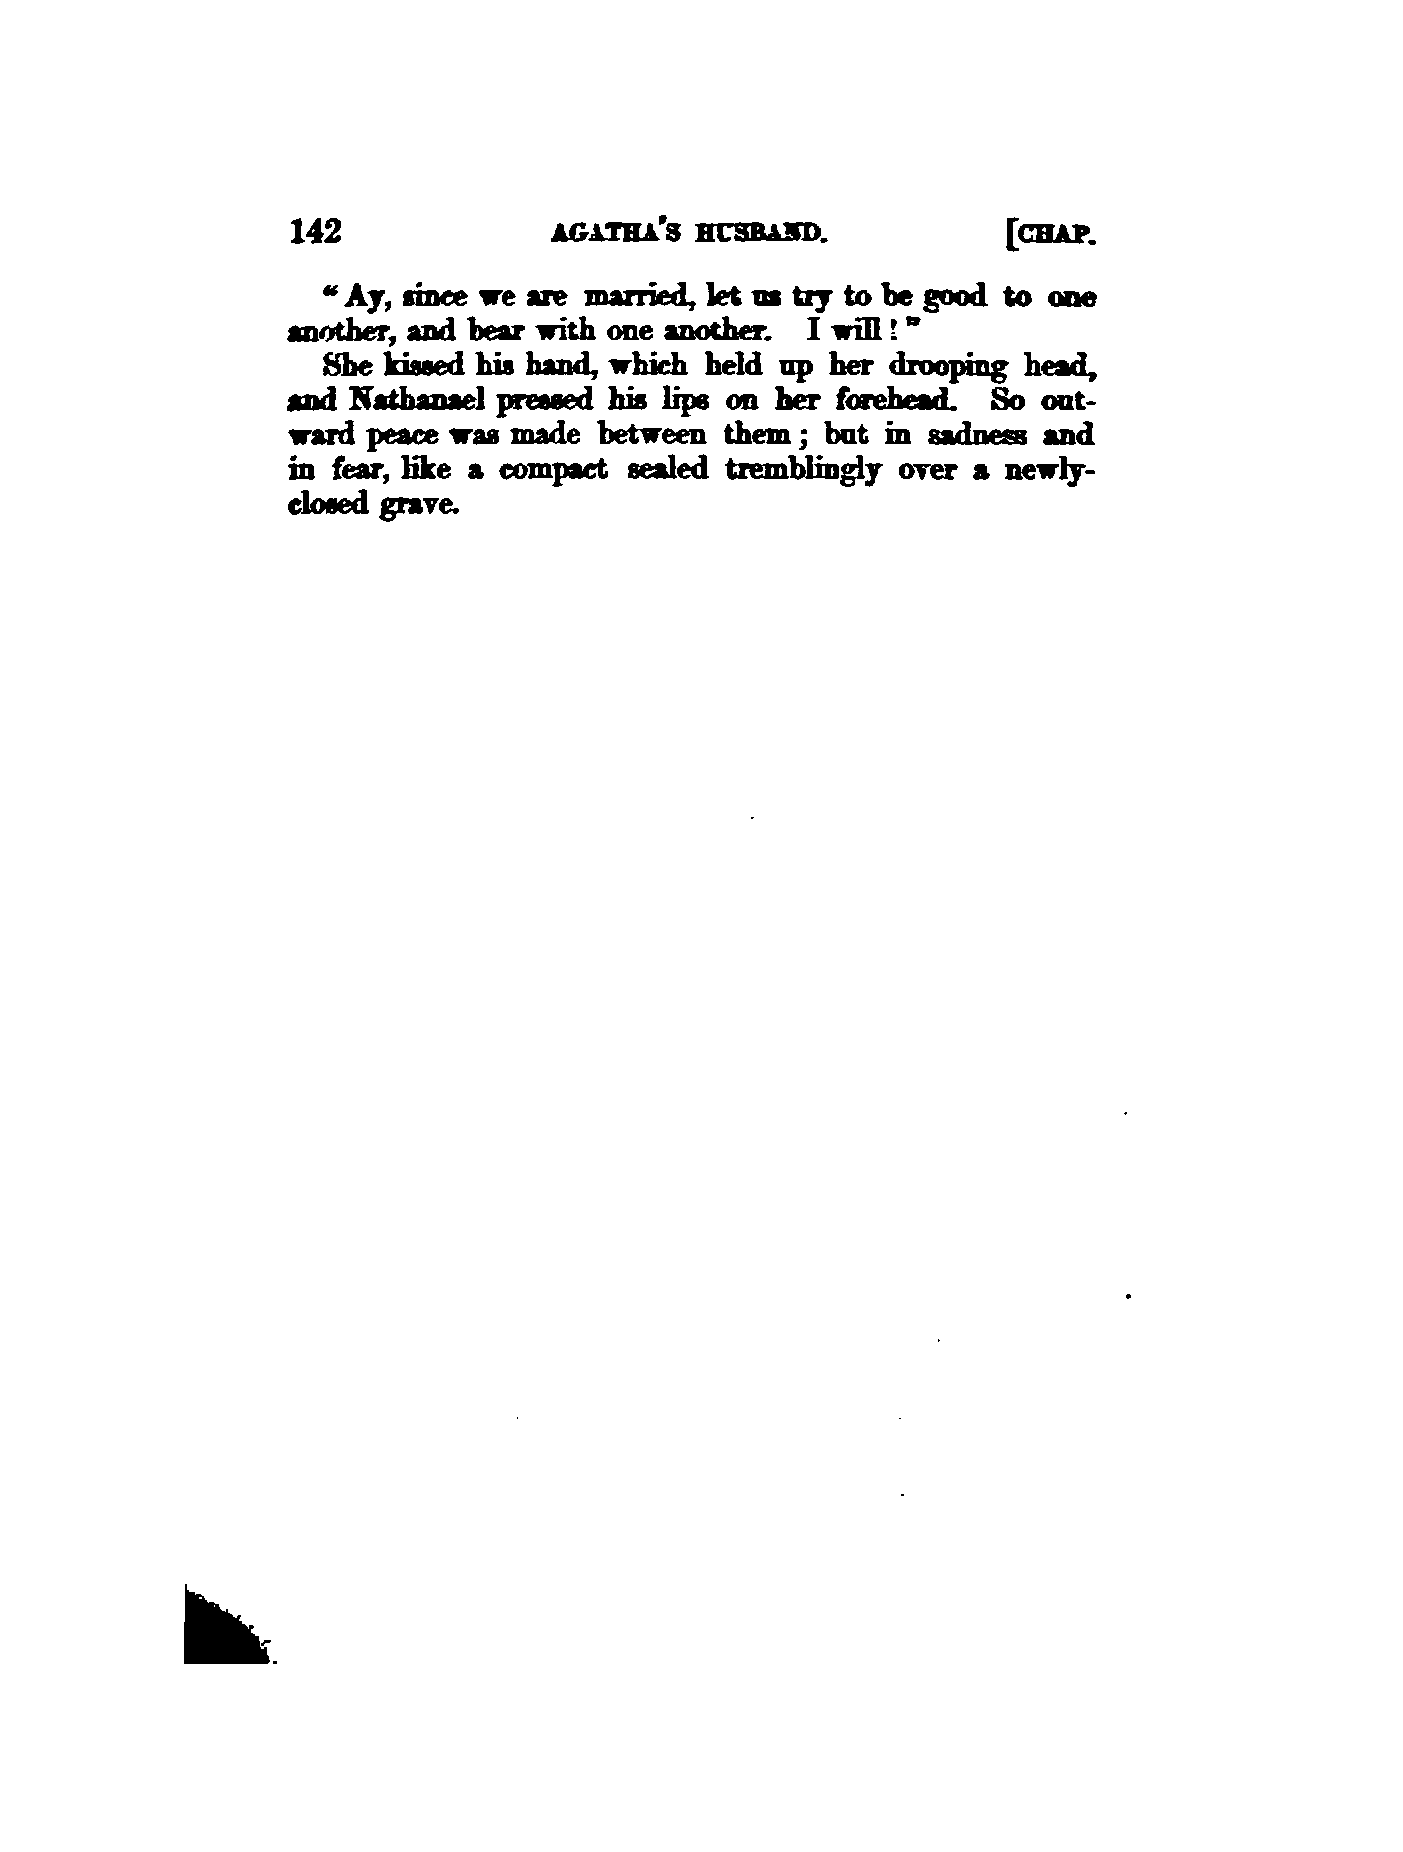 142 AGATHA'S HUSBAND. [CHAP.
“Ay, since we are married, let us try to be good to one
another, and bear with one another. I will!”
She kissed his hand, which held up her drooping head,
and Nathanael pressed his lips on her forehead. So out-
ward peace was made between them; but in sadness and
in fear, like a compact sealed tremblingly over a newly-
closed grave.